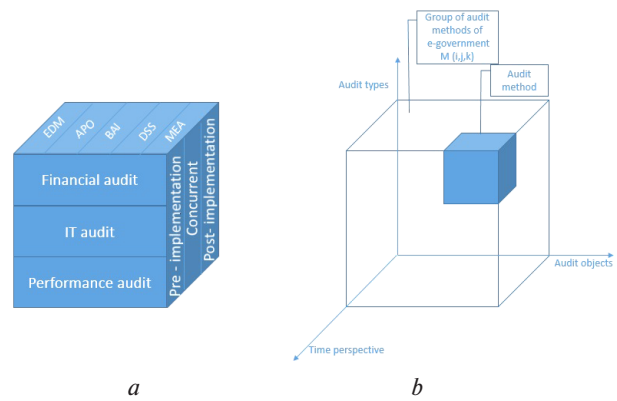 EDM
APO
BAI
DSS
MEA
Financial audit
IT audit
Performance audit
Pre - implementation
Concurrent
Post- implementation
a
Group of audit
methods of
e-government
M (i,j,k)
Audit
method
Audit types
Audit objects
Time perspective
b